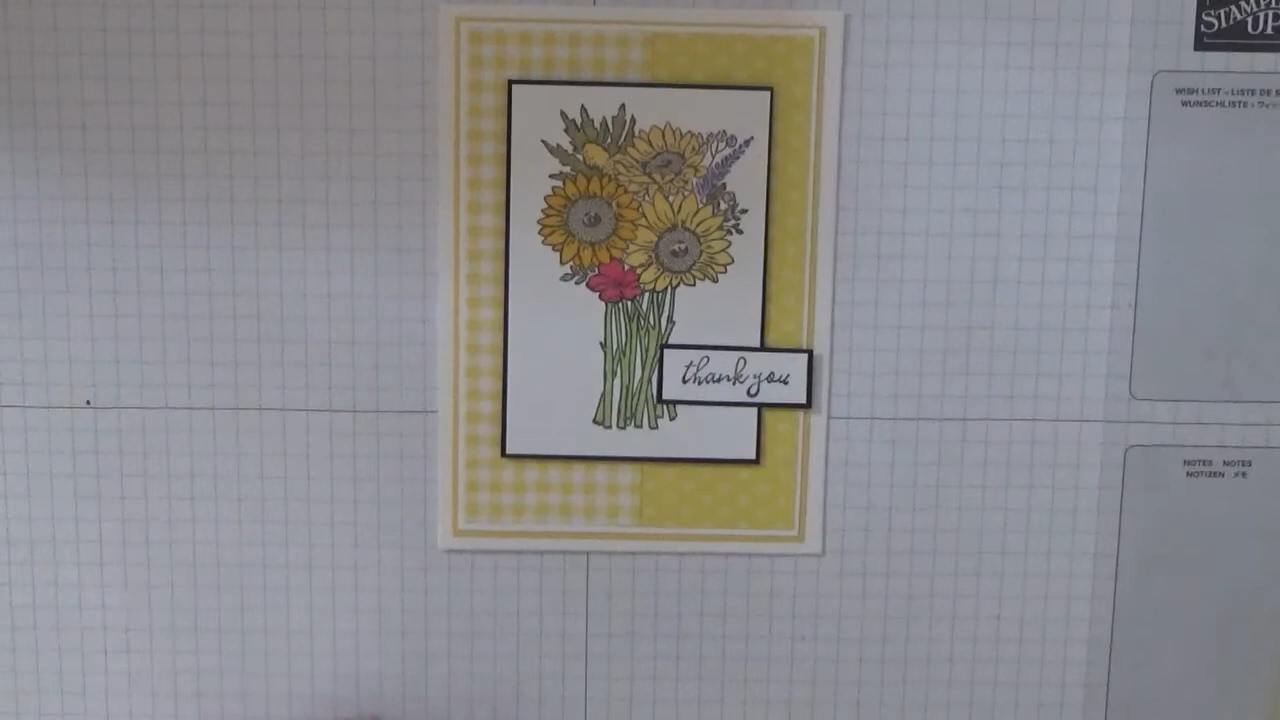 STAMPIN'
UP
WISH LIST • LISTE DE S
WUNSCHLISTE •
thank you
NOTES • NOTES
NOTIZEN •